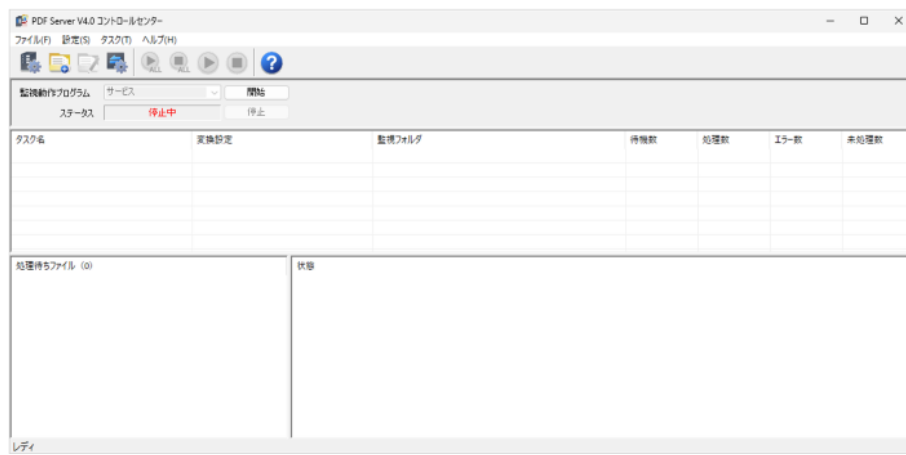 PDF Server V4.0 コントロールセンター
ファイル(F) 設定(S) タスク(T) ヘルプ(H)
ALL ALL
監視動作プログラム サービス 開始
ステータス 停止中 停止
タスク名 変換設定 監視フォルダ 待機数 処理数 エラー数 未処理数
処理待ちファイル (0) 状態
レディ